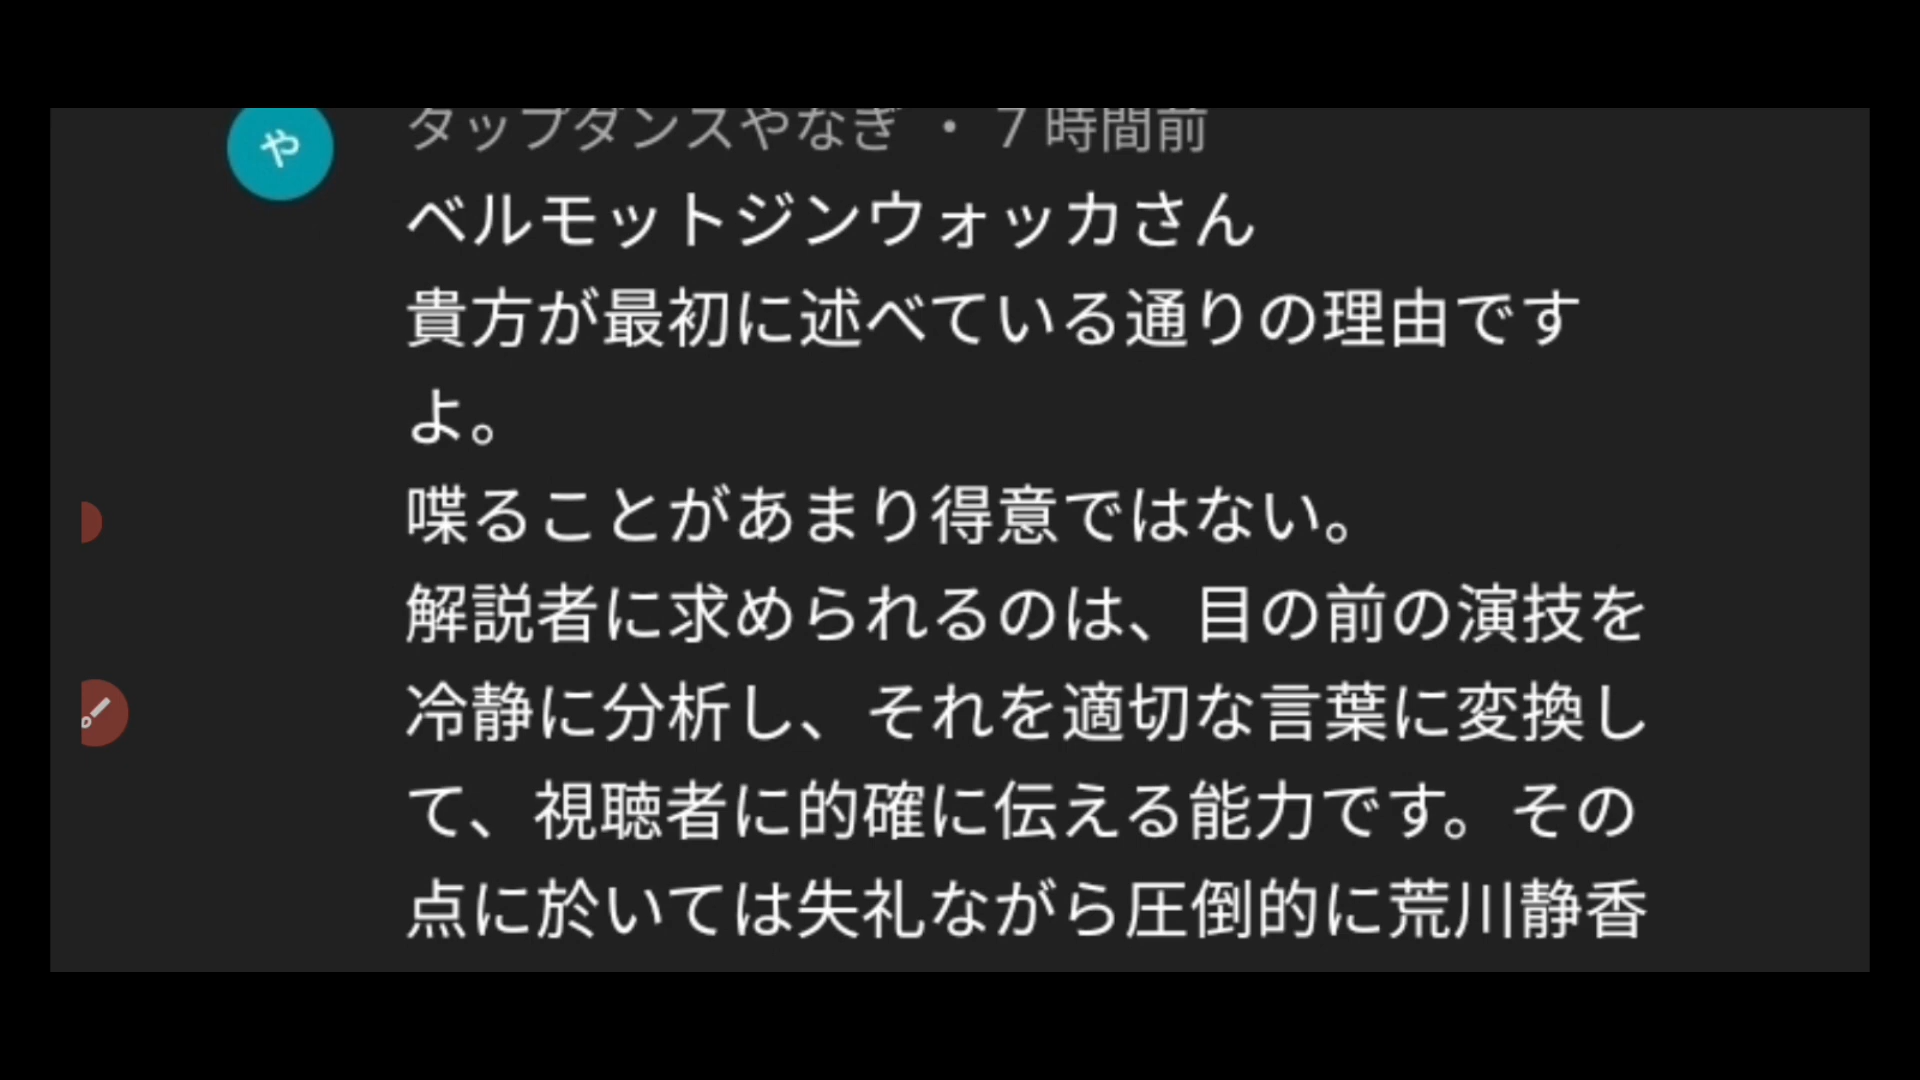 や
タップダンスやなぎ ・ 7 時間前
ベルモットジンウォッカさん
貴方が最初に述べている通りの理由です
よ。
喋ることがあまり得意ではない。
解説者に求められるのは、目の前の演技を
冷静に分析し、それを適切な言葉に変換し
て、視聴者に的確に伝える能力です。その
点に於いては失礼ながら圧倒的に荒川静香